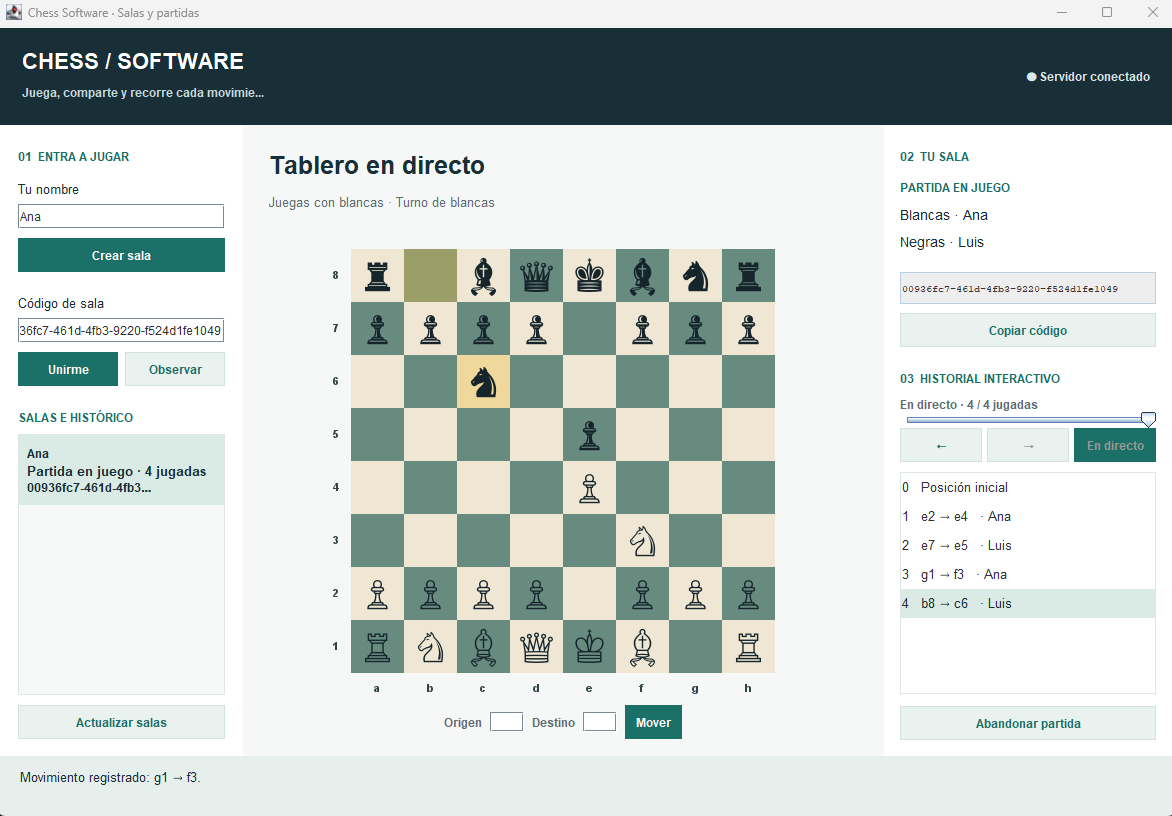 Chess Software · Salas y partidas
CHESS / SOFTWARE
Juega, comparte y recorre cada movimie...
Servidor conectado
01 ENTRA A JUGAR
Tu nombre
Ana
Crear sala
Código de sala
36fc7-461d-4fb3-9220-f524d1fe1049
Unirme
Observar
SALAS E HISTÓRICO
Ana
Partida en juego · 4 jugadas
00936fc7-461d-4fb3...
Actualizar salas
Tablero en directo
Juegas con blancas · Turno de blancas
8
7
6
5
4
3
2
1
a b c d e f g h
Origen
Destino
Mover
02 TU SALA
PARTIDA EN JUEGO
Blancas · Ana
Negras · Luis
00936fc7-461d-4fb3-9220-f524d1fe1049
Copiar código
03 HISTORIAL INTERACTIVO
En directo · 4 / 4 jugadas
←
→
En directo
0 Posición inicial
1 e2 → e4 · Ana
2 e7 → e5 · Luis
3 g1 → f3 · Ana
4 b8 → c6 · Luis
Abandonar partida
Movimiento registrado: g1 → f3.